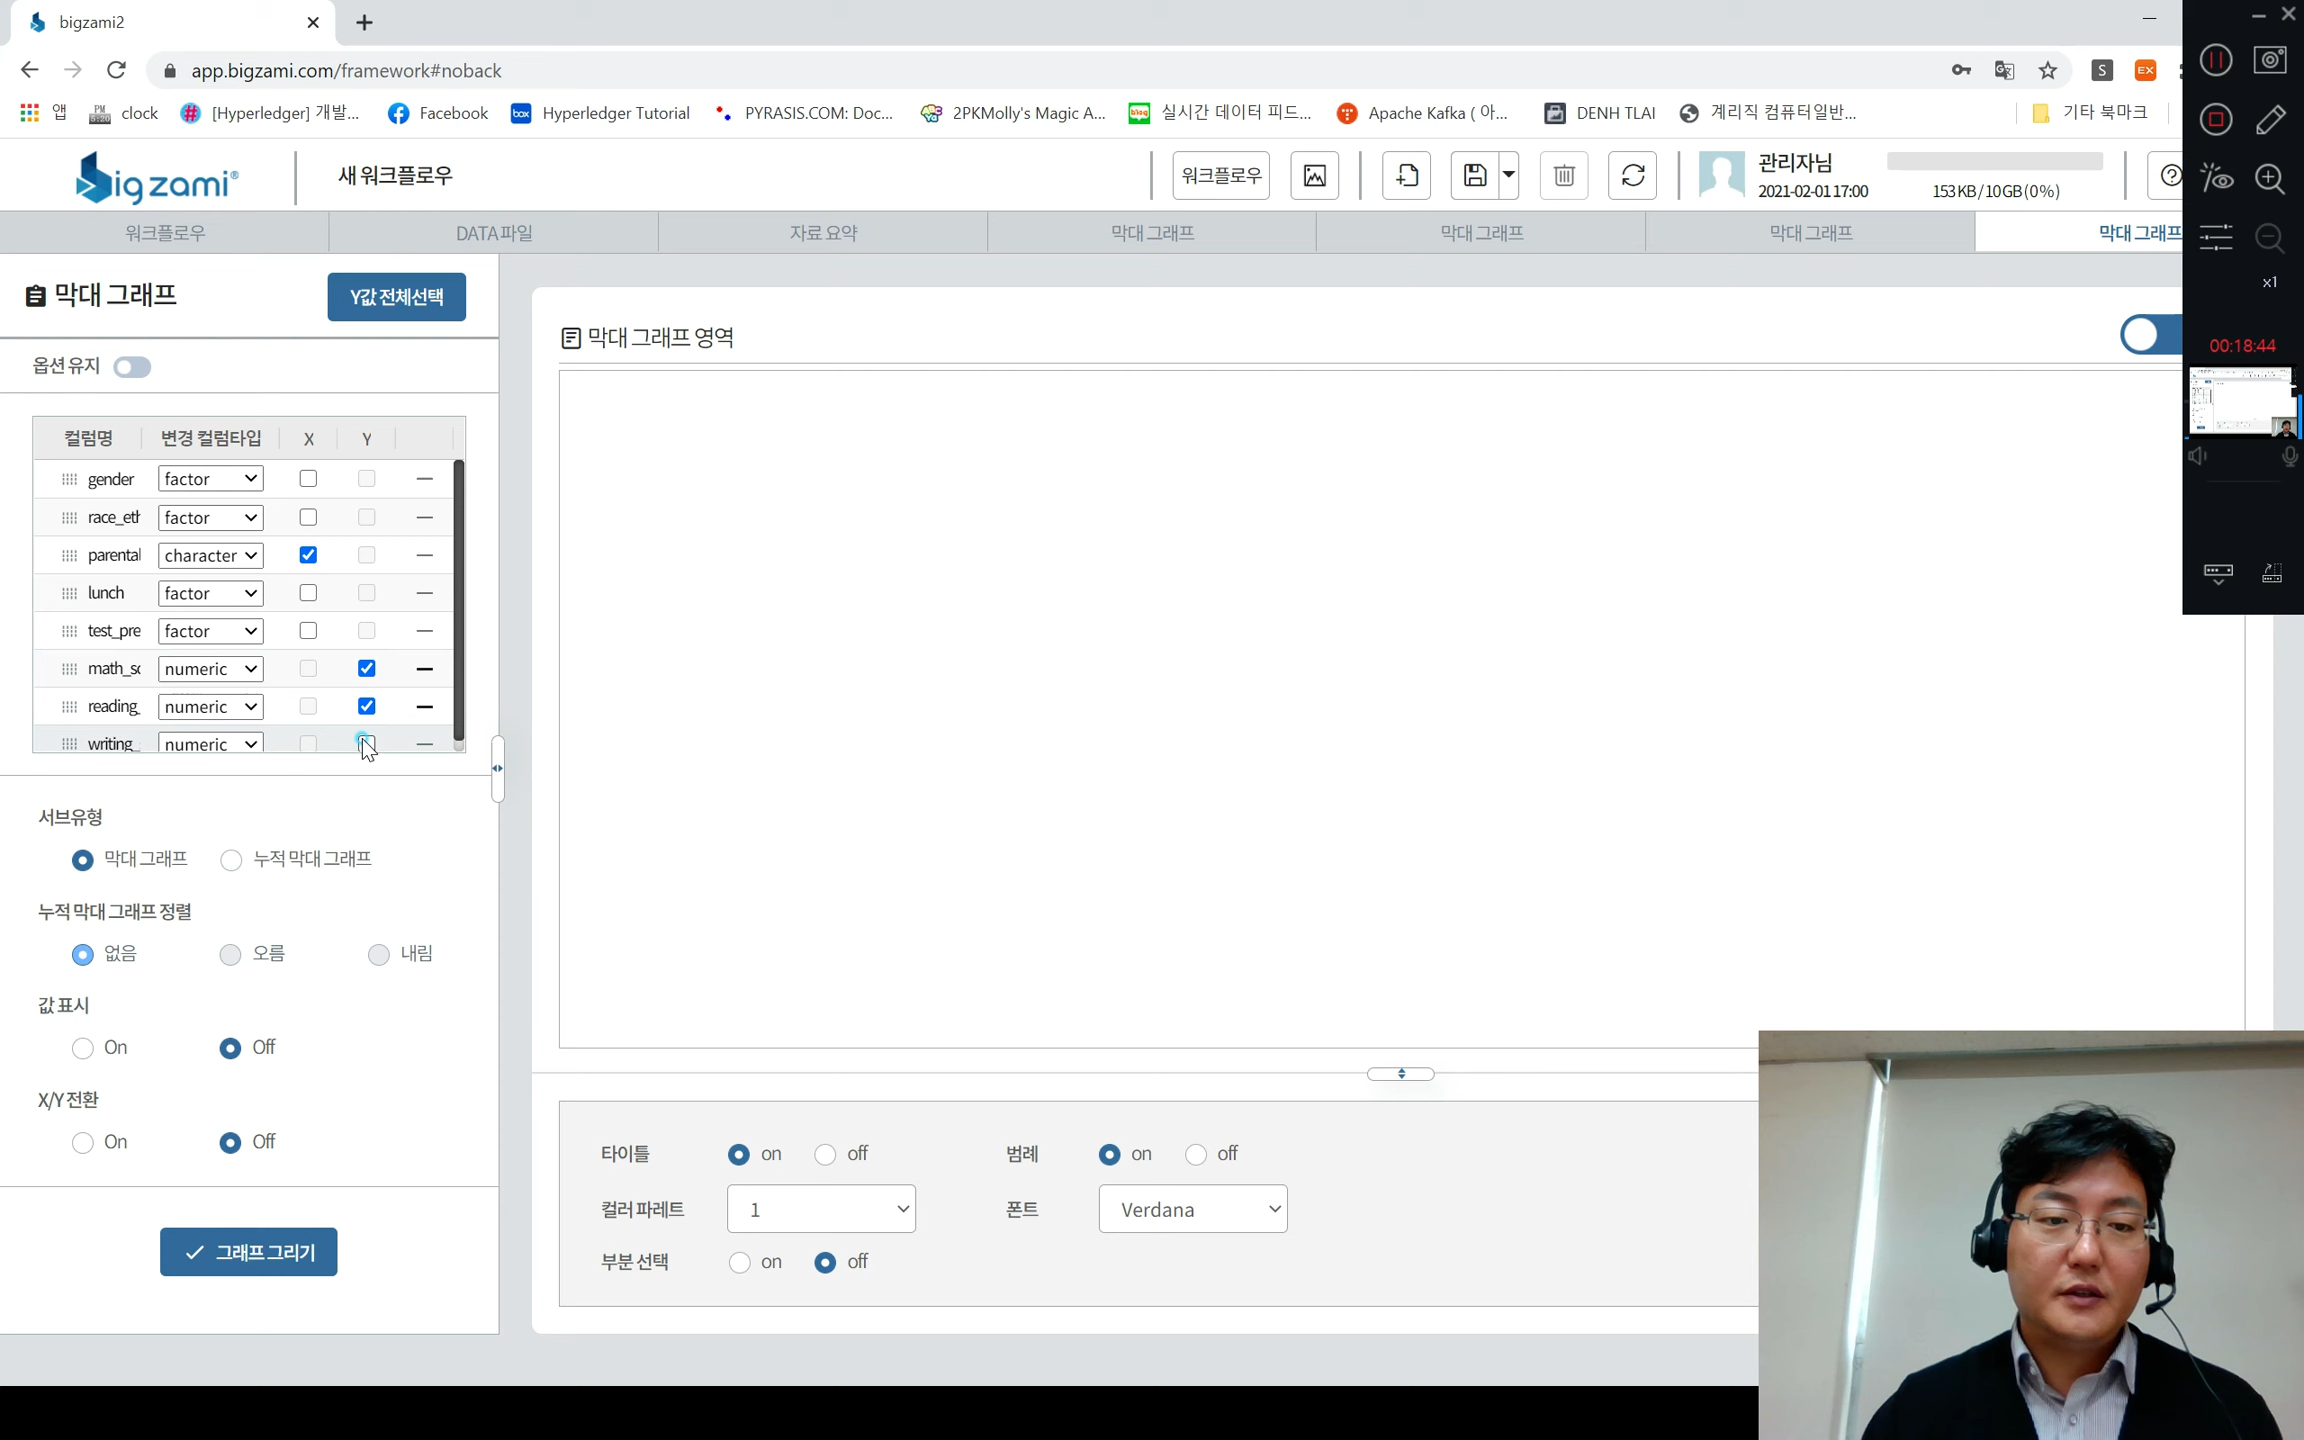 bigzami2
app.bigzami.com/framework#noback
앱
PM 5:20 clock
[Hyperledger] 개발...
Facebook
box Hyperledger Tutorial
PYRASIS.COM: Doc...
2PKMolly's Magic A...
blog 실시간 데이터 피드...
Apache Kafka ( 아...
DENH TLAI
계리직 컴퓨터일반...
기타 북마크
S
EX
big zami®
새 워크플로우
워크플로우
관리자님
2021-02-01 17:00
153 KB / 10 GB (0%)
워크플로우
DATA 파일
자료 요약
막대 그래프
막대 그래프
막대 그래프
막대 그래프
x1
00:18:44
막대 그래프
Y값 전체선택
옵션 유지
컬럼명 변경 컬럼타입 X Y
gender factor
race_eth factor
parental character
lunch factor
test_pre factor
math_sc numeric
reading_ numeric
writing_ numeric
서브유형
막대 그래프 누적 막대 그래프
누적 막대 그래프 정렬
없음 오름 내림
값 표시
On Off
X/Y 전환
On Off
그래프 그리기
막대 그래프 영역
타이틀 on off 범례 on off
컬러 파레트 1 폰트 Verdana
부분 선택 on off